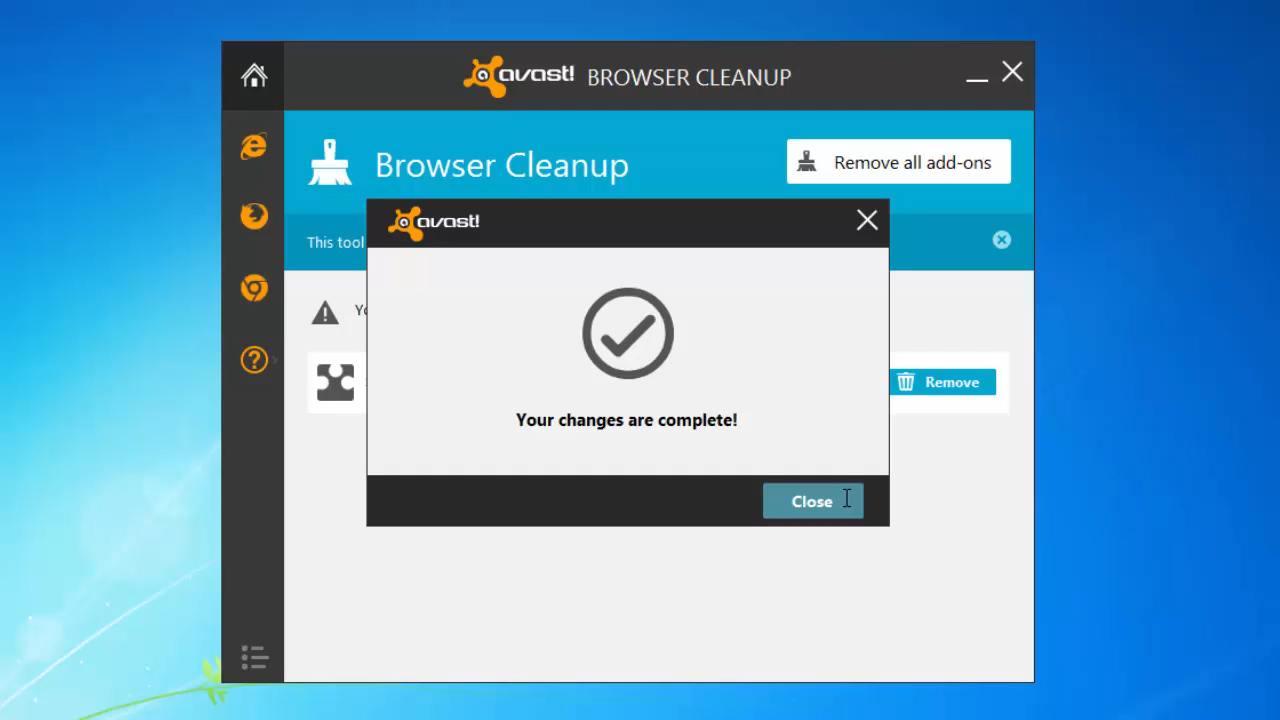 avast! BROWSER CLEANUP
Browser Cleanup
Remove all add-ons
This tool
avast!
Your changes are complete!
Remove
Close